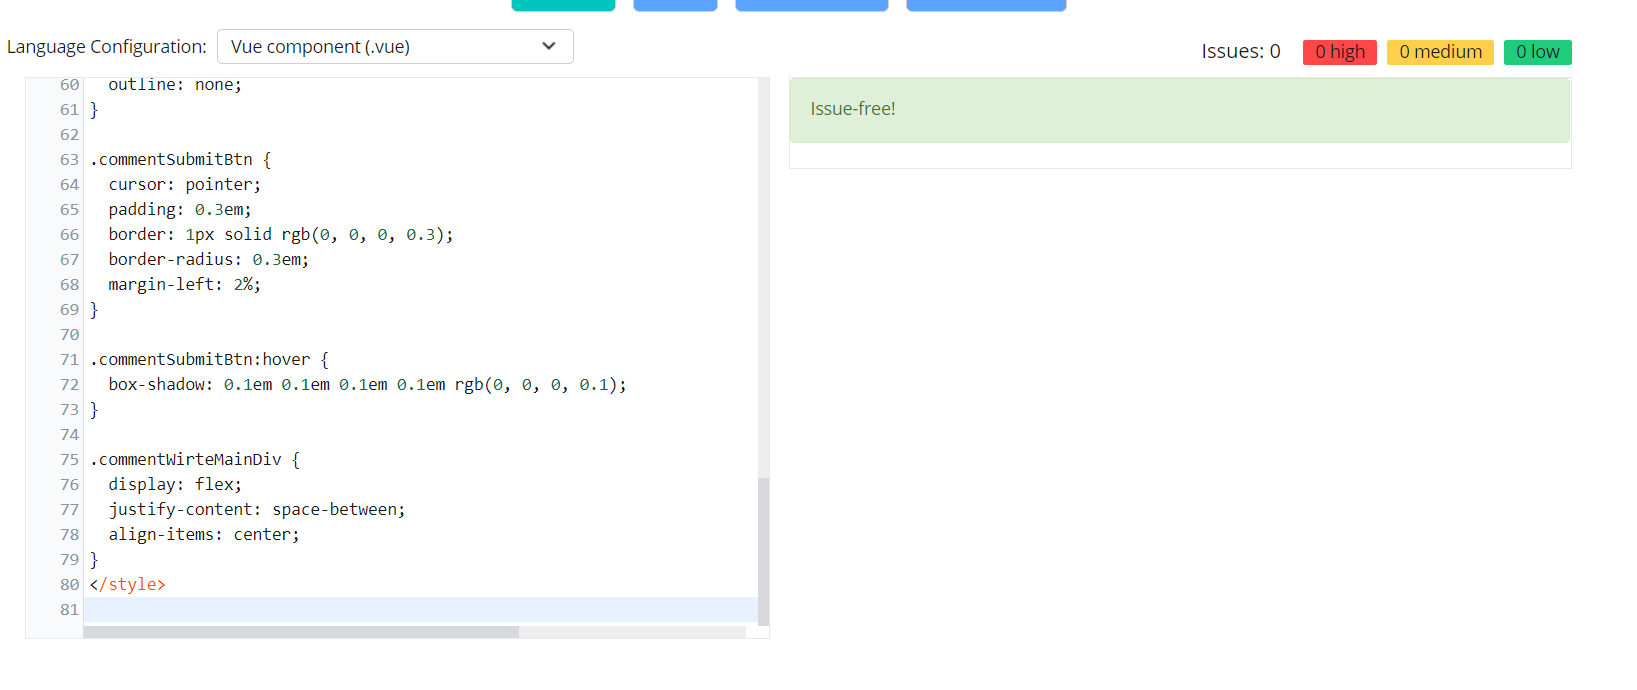 Language Configuration: Vue component (.vue)
Issues: 0 0 high 0 medium 0 low
60 outline: none;
61 }
62
63 .commentSubmitBtn {
64 cursor: pointer;
65 padding: 0.3em;
66 border: 1px solid rgb(0, 0, 0, 0.3);
67 border-radius: 0.3em;
68 margin-left: 2%;
69 }
70
71 .commentSubmitBtn:hover {
72 box-shadow: 0.1em 0.1em 0.1em 0.1em rgb(0, 0, 0, 0.1);
73 }
74
75 .commentWirteMainDiv {
76 display: flex;
77 justify-content: space-between;
78 align-items: center;
79 }
80 </style>
81
Issue-free!